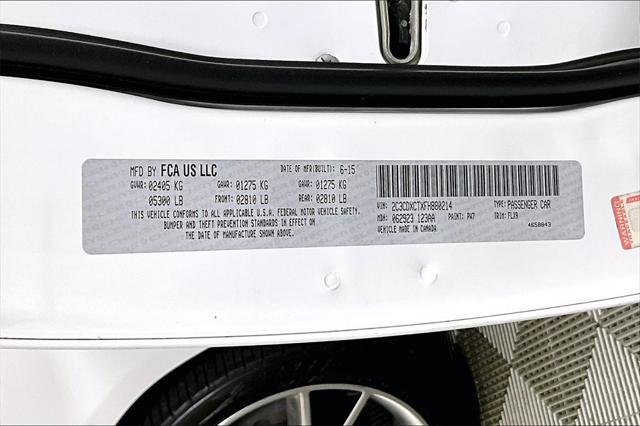 MFD BY FCA US LLC DATE OF MFR(BUILT): 6-15
GVWR: 02405 KG GAWR: 01275 KG GAWR: 01275 KG
05300 LB FRONT: 02810 LB REAR: 02810 LB
THIS VEHICLE CONFORMS TO ALL APPLICABLE U.S.A. FEDERAL MOTOR VEHICLE SAFETY,
BUMPER AND THEFT PREVENTION STANDARDS IN EFFECT ON
THE DATE OF MANUFACTURE SHOWN ABOVE.
VIN: 2C3CDXCTXFH880214 TYPE: PASSENGER CAR
MDH: 062923 123AA PAINT: PW7 TRIM: FLX9
VEHICLE MADE IN CANADA 4658843
WARNING